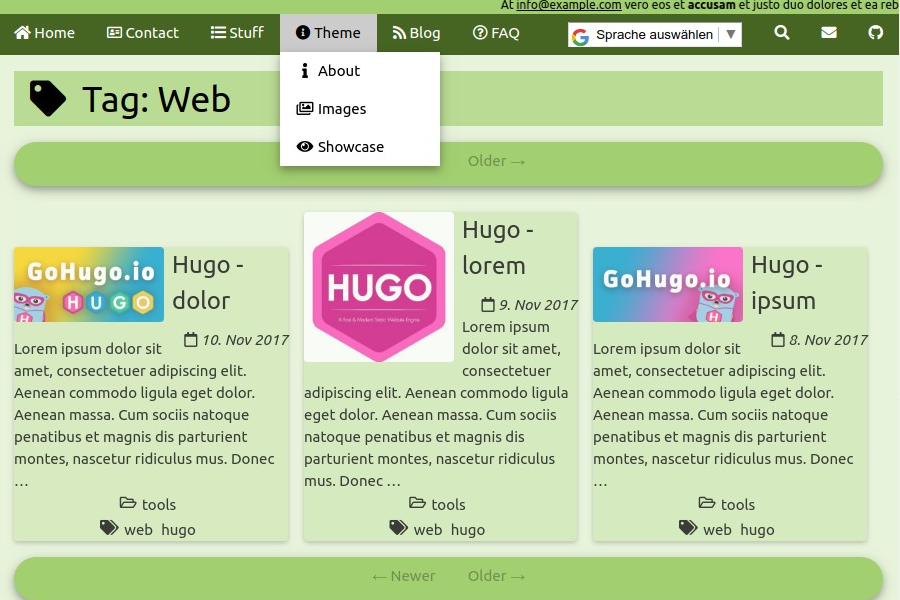 At info@example.com vero eos et accusam et justo duo dolores et ea reb
Home Contact Stuff Theme Blog FAQ Sprache auswählen ▼
About
Images
Showcase
Tag: Web
Older →
GoHugo.io
HUGO
Hugo -
dolor
10. Nov 2017
Lorem ipsum dolor sit
amet, consectetuer adipiscing elit.
Aenean commodo ligula eget dolor.
Aenean massa. Cum sociis natoque
penatibus et magnis dis parturient
montes, nascetur ridiculus mus. Donec
…
tools
web hugo
HUGO
A Fast & Modern Static Website Engine
Hugo -
lorem
9. Nov 2017
Lorem ipsum
dolor sit amet,
consectetuer
adipiscing elit. Aenean commodo ligula
eget dolor. Aenean massa. Cum sociis
natoque penatibus et magnis dis
parturient montes, nascetur ridiculus
mus. Donec …
tools
web hugo
GoHugo.io
H
Hugo -
ipsum
8. Nov 2017
Lorem ipsum dolor sit
amet, consectetuer adipiscing elit.
Aenean commodo ligula eget dolor.
Aenean massa. Cum sociis natoque
penatibus et magnis dis parturient
montes, nascetur ridiculus mus. Donec
…
tools
web hugo
← Newer Older →